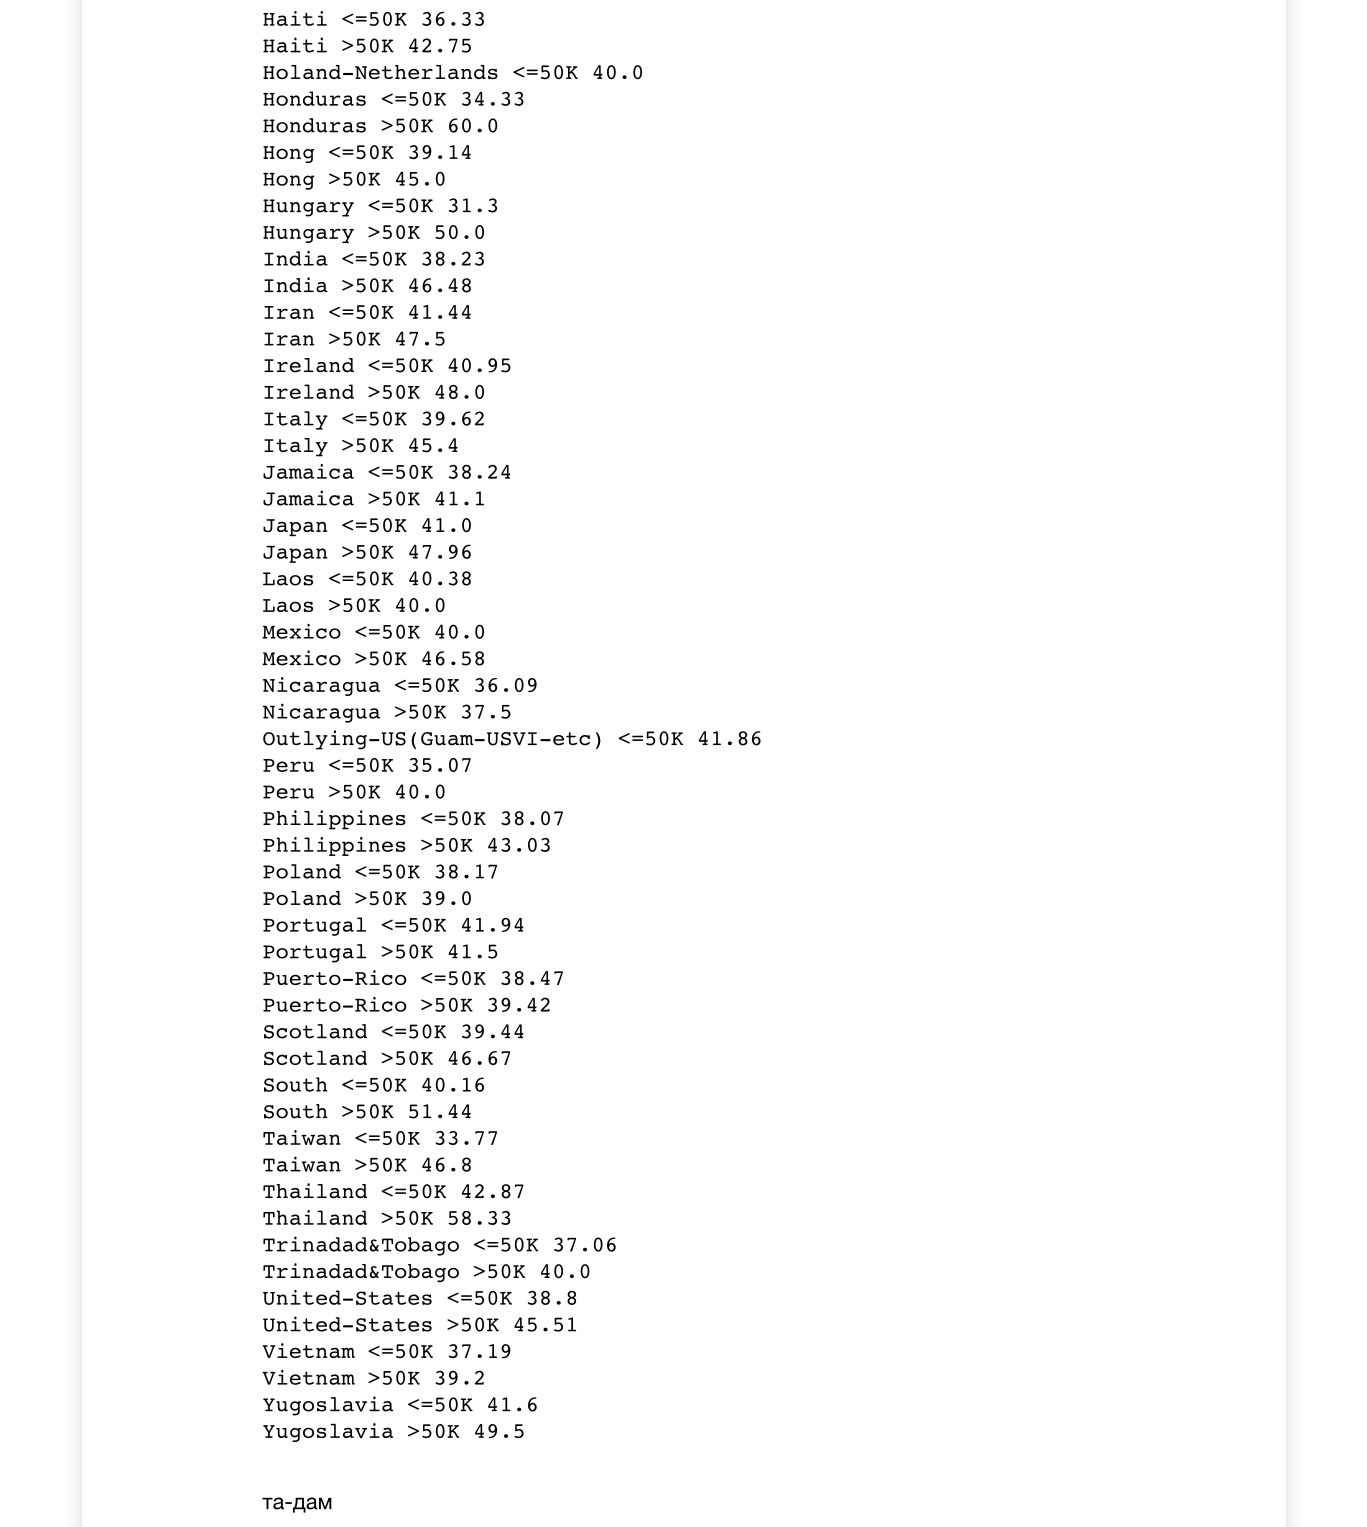 Haiti <=50K 36.33
Haiti >50K 42.75
Holand-Netherlands <=50K 40.0
Honduras <=50K 34.33
Honduras >50K 60.0
Hong <=50K 39.14
Hong >50K 45.0
Hungary <=50K 31.3
Hungary >50K 50.0
India <=50K 38.23
India >50K 46.48
Iran <=50K 41.44
Iran >50K 47.5
Ireland <=50K 40.95
Ireland >50K 48.0
Italy <=50K 39.62
Italy >50K 45.4
Jamaica <=50K 38.24
Jamaica >50K 41.1
Japan <=50K 41.0
Japan >50K 47.96
Laos <=50K 40.38
Laos >50K 40.0
Mexico <=50K 40.0
Mexico >50K 46.58
Nicaragua <=50K 36.09
Nicaragua >50K 37.5
Outlying-US(Guam-USVI-etc) <=50K 41.86
Peru <=50K 35.07
Peru >50K 40.0
Philippines <=50K 38.07
Philippines >50K 43.03
Poland <=50K 38.17
Poland >50K 39.0
Portugal <=50K 41.94
Portugal >50K 41.5
Puerto-Rico <=50K 38.47
Puerto-Rico >50K 39.42
Scotland <=50K 39.44
Scotland >50K 46.67
South <=50K 40.16
South >50K 51.44
Taiwan <=50K 33.77
Taiwan >50K 46.8
Thailand <=50K 42.87
Thailand >50K 58.33
Trinadad&Tobago <=50K 37.06
Trinadad&Tobago >50K 40.0
United-States <=50K 38.8
United-States >50K 45.51
Vietnam <=50K 37.19
Vietnam >50K 39.2
Yugoslavia <=50K 41.6
Yugoslavia >50K 49.5
та-дам